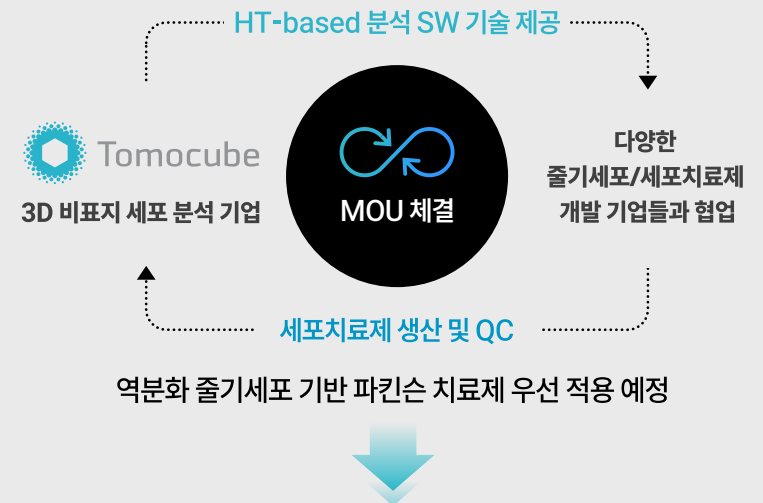 HT-based 분석 SW 기술 제공
Tomocube
3D 비표지 세포 분석 기업
MOU 체결
다양한
줄기세포/세포치료제
개발 기업들과 협업
세포치료제 생산 및 QC
역분화 줄기세포 기반 파킨슨 치료제 우선 적용 예정